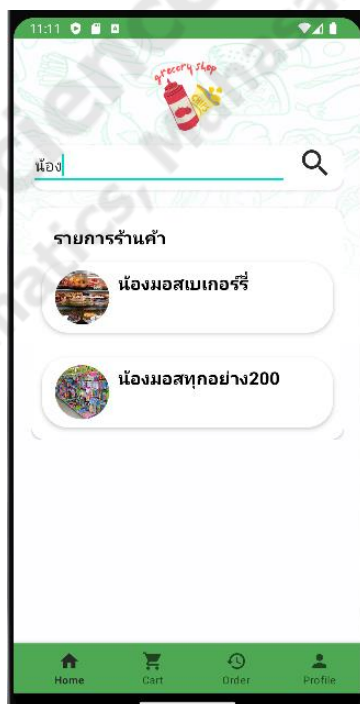 11:11
grocery shop
น้อง
รายการร้านค้า
น้องมอสเบเกอร์รี่
น้องมอสทุกอย่าง200
Home
Cart
Order
Profile